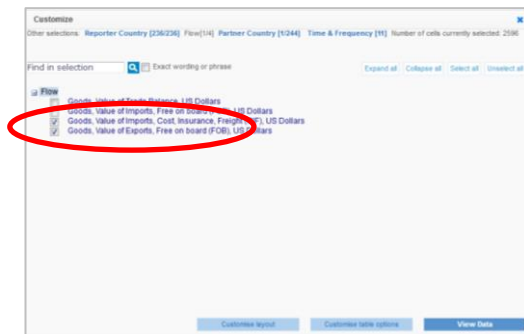 Customize
Other selections: Reporter Country [236/236] Flow[1/4] Partner Country [1/244] Time & Frequency [11] Number of cells currently selected: 2596
Find in selection Exact wording or phrase Expand all Collapse all Select all Unselect all
Flow
Goods, Value of Trade Balance, US Dollars
Goods, Value of Imports, Free on board (FOB), US Dollars
Goods, Value of Imports, Cost, Insurance, Freight (CIF), US Dollars
Goods, Value of Exports, Free on board (FOB), US Dollars
Customise layout Customise table options View Data